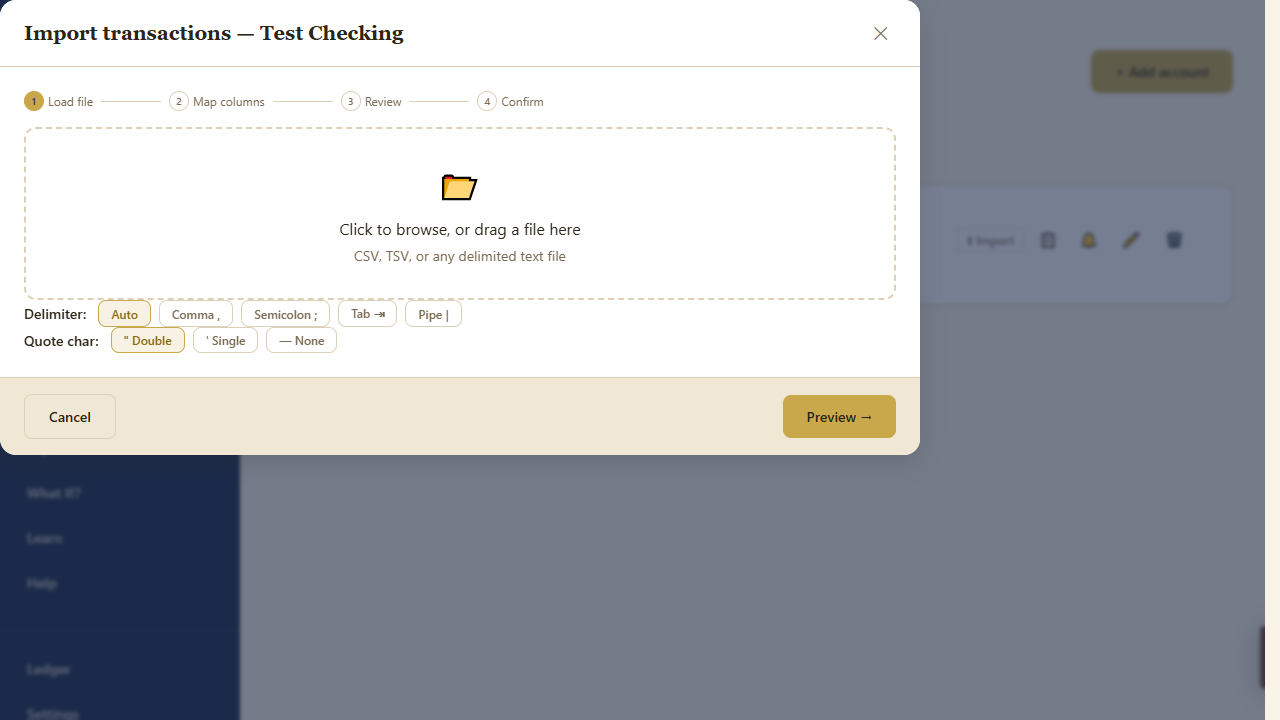 Import transactions — Test Checking
1 Load file 2 Map columns 3 Review 4 Confirm
Click to browse, or drag a file here
CSV, TSV, or any delimited text file
Delimiter: Auto Comma , Semicolon ; Tab ⇥ Pipe |
Quote char: " Double ' Single — None
Cancel Preview →
+ Add account
Import
What If?
Learn
Help
Ledger
Settings